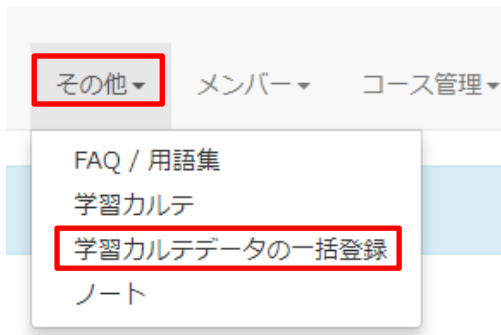 その他▾ メンバー▾ コース管理▾
FAQ / 用語集
学習カルテ
学習カルテデータの一括登録
ノート